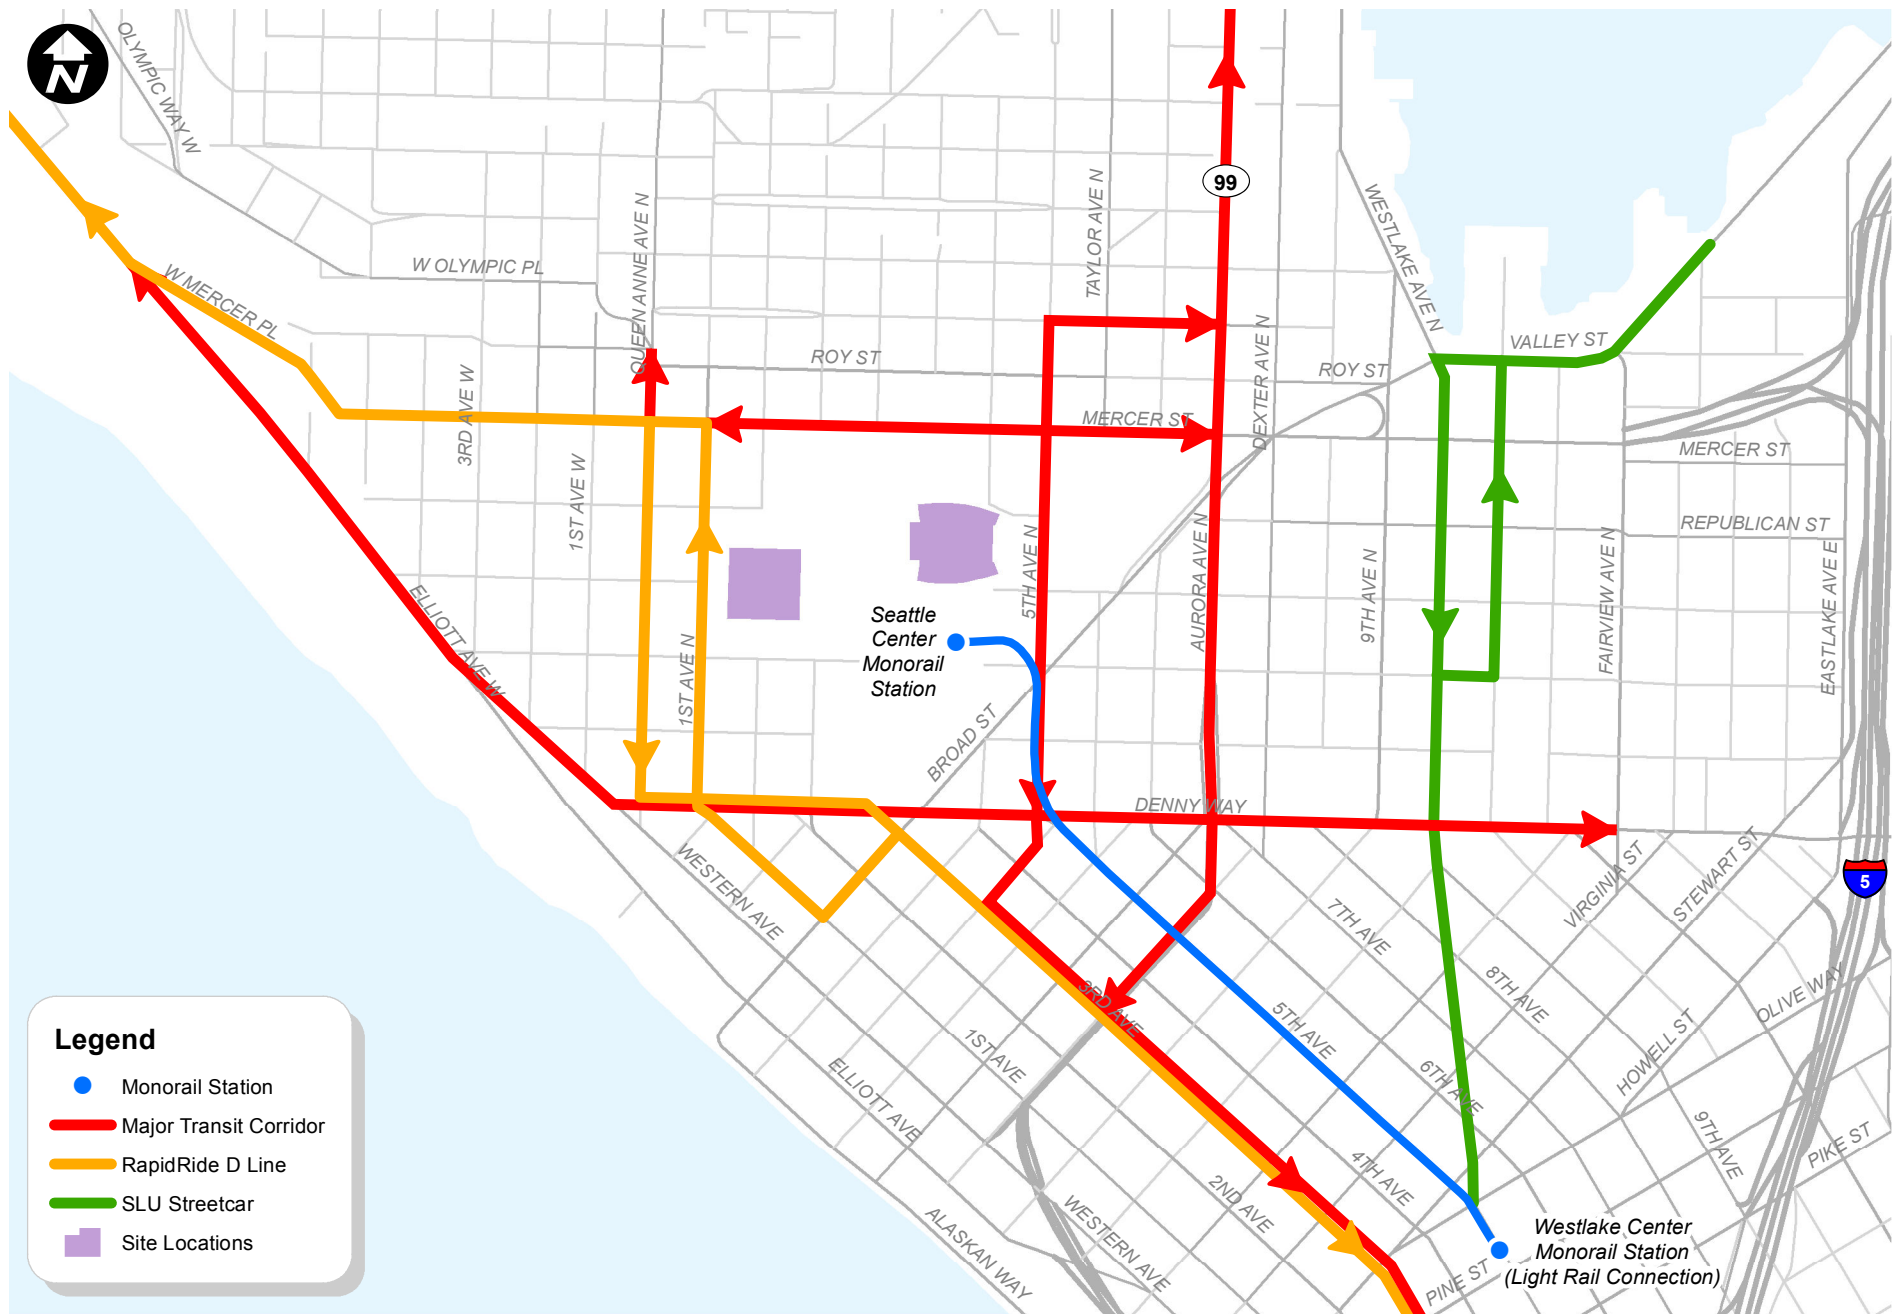 N
OLYMPIC WAY W
99
QUEEN ANNE AVE N
TAYLOR AVE N
WESTLAKE AVE N
W OLYMPIC PL
W MERCER PL
ROY ST
DEXTER AVE N
VALLEY ST
ROY ST
3RD AVE W
MERCER ST
MERCER ST
1ST AVE W
REPUBLICAN ST
5TH AVE N
AURORA AVE N
9TH AVE N
FAIRVIEW AVE N
EASTLAKE AVE E
ELLIOTT AVE W
1ST AVE N
Seattle
Center
Monorail
Station
BROAD ST
DENNY WAY
WESTERN AVE
7TH AVE
VIRGINIA ST
STEWART ST
5
3RD AVE
5TH AVE
8TH AVE
OLIVE WAY
1ST AVE
ELLIOTT AVE
6TH AVE
HOWELL ST
9TH AVE
PIKE ST
4TH AVE
2ND AVE
WESTERN AVE
ALASKAN WAY
PINE ST
Westlake Center
Monorail Station
(Light Rail Connection)
Legend
Monorail Station
Major Transit Corridor
RapidRide D Line
SLU Streetcar
Site Locations